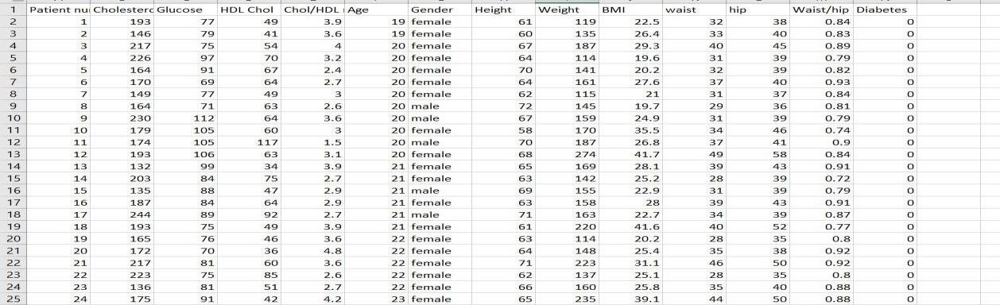 1 Patient nu Cholestero Glucose HDL Chol Chol/HDL Age Gender Height Weight BMI waist hip Waist/hip Diabetes
2 1 193 77 49 3.9 19 female 61 119 22.5 32 38 0.84 0
3 2 146 79 41 3.6 19 female 60 135 26.4 33 40 0.83 0
4 3 217 75 54 4 20 female 67 187 29.3 40 45 0.89 0
5 4 226 97 70 3.2 20 female 64 114 19.6 31 39 0.79 0
6 5 164 91 67 2.4 20 female 70 141 20.2 32 39 0.82 0
7 6 170 69 64 2.7 20 female 64 161 27.6 37 40 0.93 0
8 7 149 77 49 3 20 female 62 115 21 31 37 0.84 0
9 8 164 71 63 2.6 20 male 72 145 19.7 29 36 0.81 0
10 9 230 112 64 3.6 20 male 67 159 24.9 31 39 0.79 0
11 10 179 105 60 3 20 female 58 170 35.5 34 46 0.74 0
12 11 174 105 117 1.5 20 male 70 187 26.8 37 41 0.9 0
13 12 193 106 63 3.1 20 female 68 274 41.7 49 58 0.84 0
14 13 132 99 34 3.9 21 female 65 169 28.1 39 43 0.91 0
15 14 203 84 75 2.7 21 female 63 142 25.2 28 39 0.72 0
16 15 135 88 47 2.9 21 male 69 155 22.9 31 39 0.79 0
17 16 187 84 64 2.9 21 female 63 158 28 39 43 0.91 0
18 17 244 89 92 2.7 21 male 71 163 22.7 34 39 0.87 0
19 18 193 75 49 3.9 21 female 61 220 41.6 40 52 0.77 0
20 19 165 76 46 3.6 22 female 63 114 20.2 28 35 0.8 0
21 20 172 70 36 4.8 22 female 64 148 25.4 35 38 0.92 0
22 21 217 81 60 3.6 22 female 71 223 31.1 46 50 0.92 0
23 22 223 75 85 2.6 22 female 62 137 25.1 28 35 0.8 0
24 23 136 81 51 2.7 22 female 66 160 25.8 35 40 0.88 0
25 24 175 91 42 4.2 23 female 65 235 39.1 44 50 0.88 0